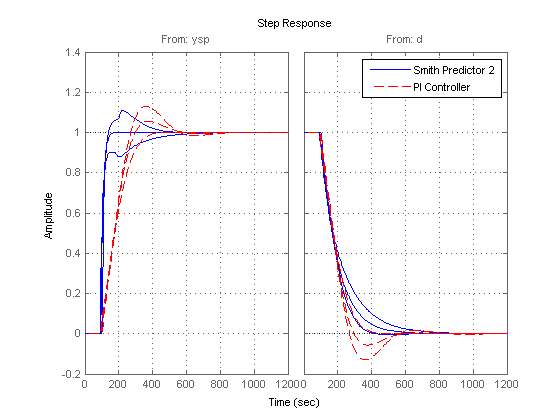 Step Response
From: ysp
From: d
Smith Predictor 2
PI Controller
Amplitude
1.4
1.2
1
0.8
0.6
0.4
0.2
0
-0.2
0 200 400 600 800 1000 1200
0 200 400 600 800 1000 1200
Time (sec)